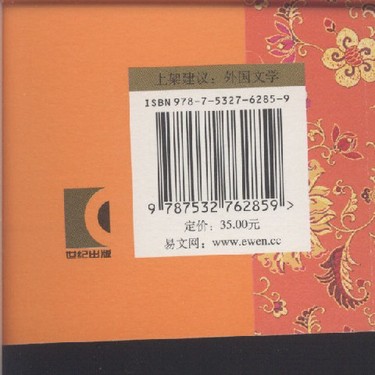 上架建议：外国文学
ISBN 978-7-5327-6285-9
9 787532 762859 >
定价：35.00元
易文网：www.ewen.cc
世纪出版